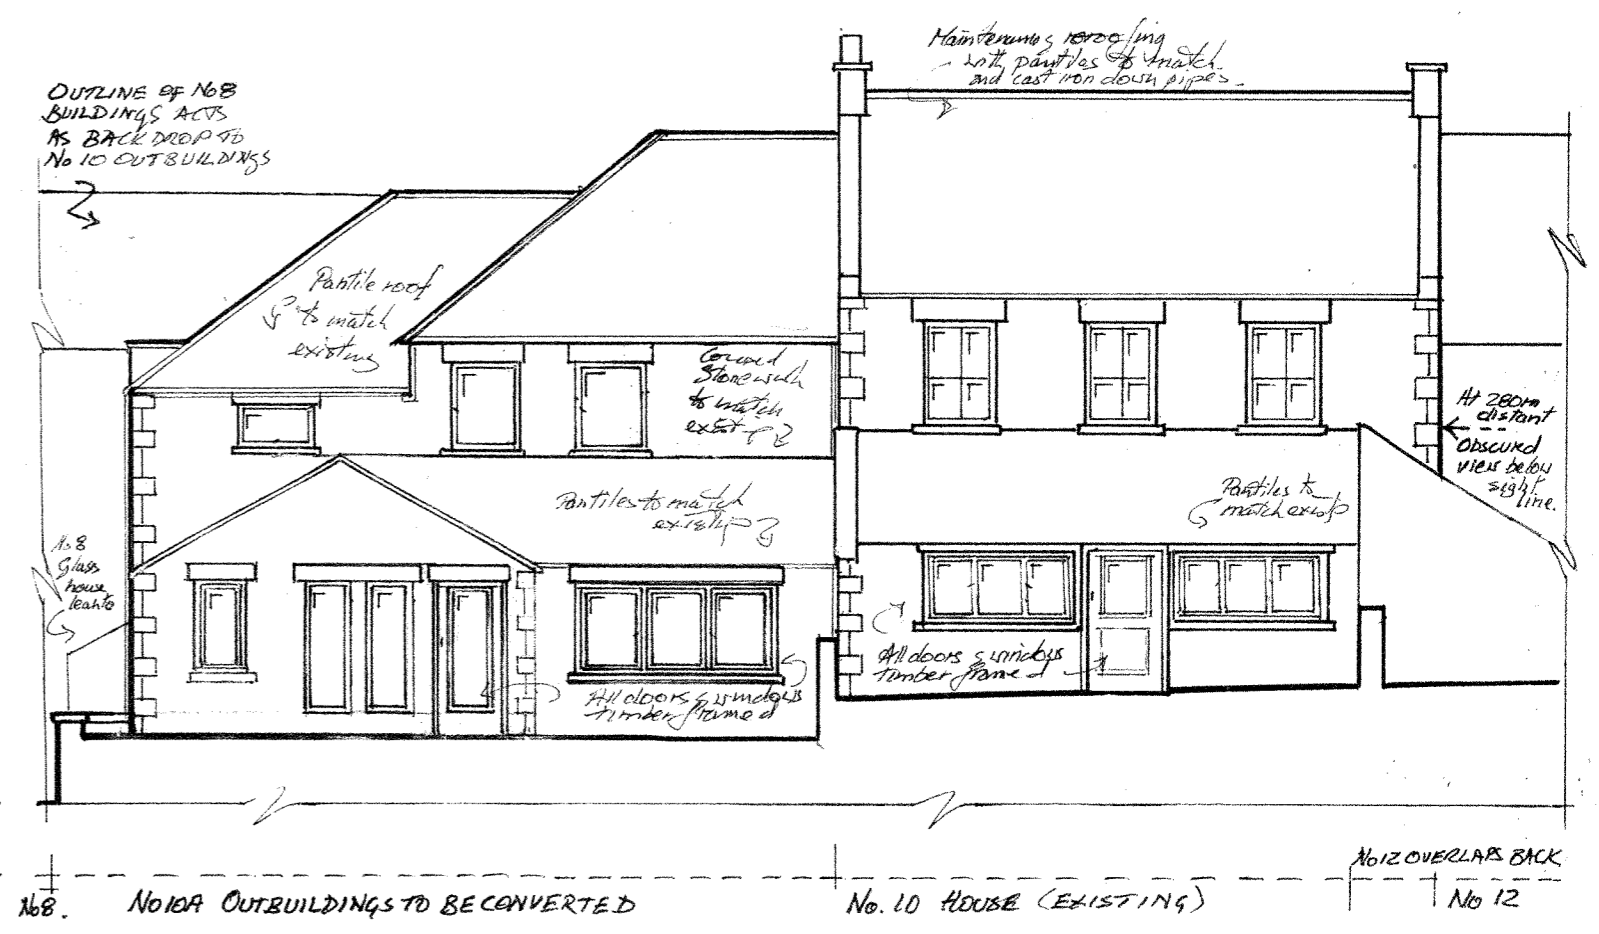 Maintenance reroofing
with pantiles to match
and cast iron down pipes.
OUTLINE OF No8
BUILDINGS ACTS
AS BACK DROP TO
No 10 OUTBUILDINGS
Pantile roof
to match
existing
Coursed
Stonework
to match
exist
At 280m
distant
Obscured
view below
sight
line.
Pantiles to match
existing
Pantiles to
match exist
No 8
Glass
house
leanto
All doors & windows
timber framed
All doors & windows
timber framed
No12 OVERLAPS BACK
No8.
No10A OUTBUILDINGS TO BE CONVERTED
No. 10 HOUSE (EXISTING)
No 12